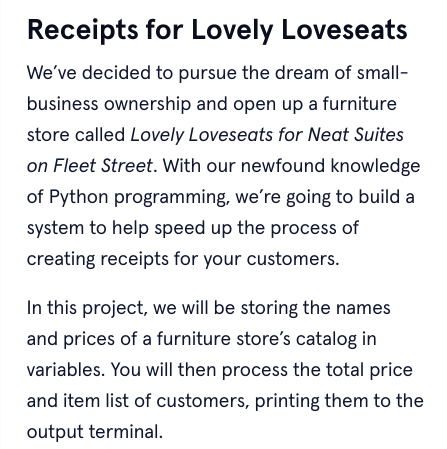 Receipts for Lovely Loveseats
We’ve decided to pursue the dream of small-
business ownership and open up a furniture
store called Lovely Loveseats for Neat Suites
on Fleet Street. With our newfound knowledge
of Python programming, we’re going to build a
system to help speed up the process of
creating receipts for your customers.
In this project, we will be storing the names
and prices of a furniture store’s catalog in
variables. You will then process the total price
and item list of customers, printing them to the
output terminal.